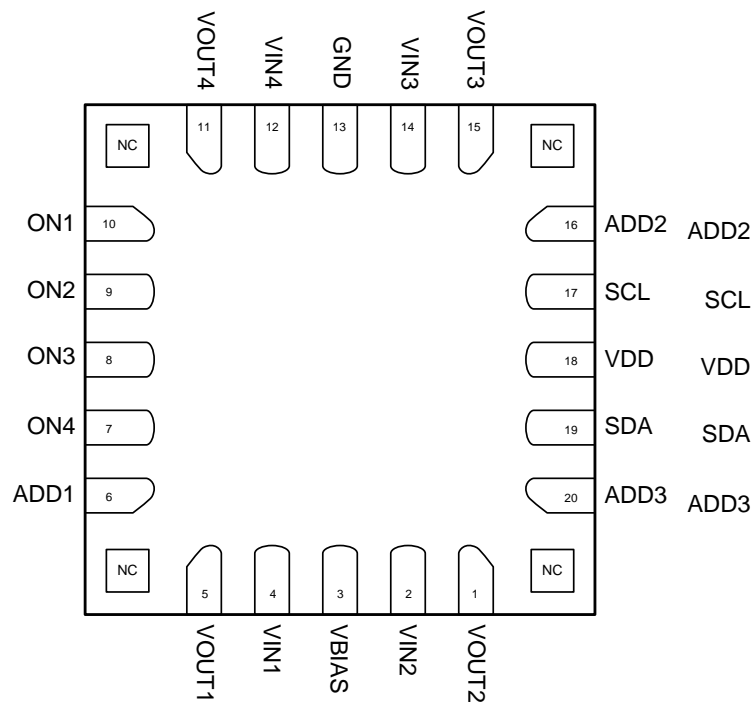 VOUT4 VIN4 GND VIN3 VOUT3
11 12 13 14 15
NC NC
ON1 10 16 ADD2 ADD2
ON2 9 17 SCL SCL
ON3 8 18 VDD VDD
ON4 7 19 SDA SDA
ADD1 6 20 ADD3 ADD3
NC NC
5 4 3 2 1
VOUT1 VIN1 VBIAS VIN2 VOUT2